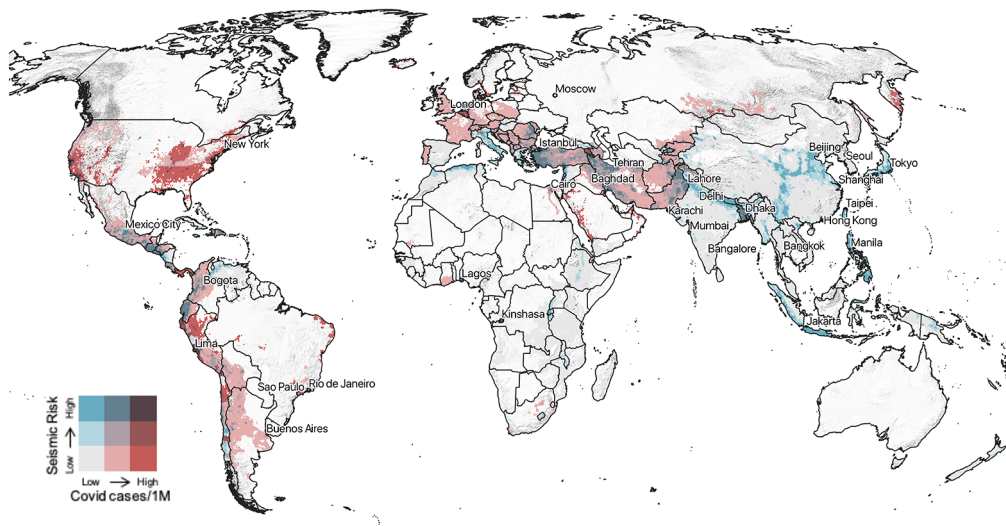 Moscow
London
New York
Istanbul
Beijing
Seoul
Tokyo
Tehran
Baghdad
Lahore
Shanghai
Cairo
Delhi
Karachi
Dhaka
Taipei
Mexico City
Mumbai
Hong Kong
Bangalore
Bangkok
Manila
Bogota
Lagos
Kinshasa
Jakarta
Lima
Sao Paulo
Rio de Janeiro
Buenos Aires
Seismic Risk
High
Low
Low
High
Covid cases/1M